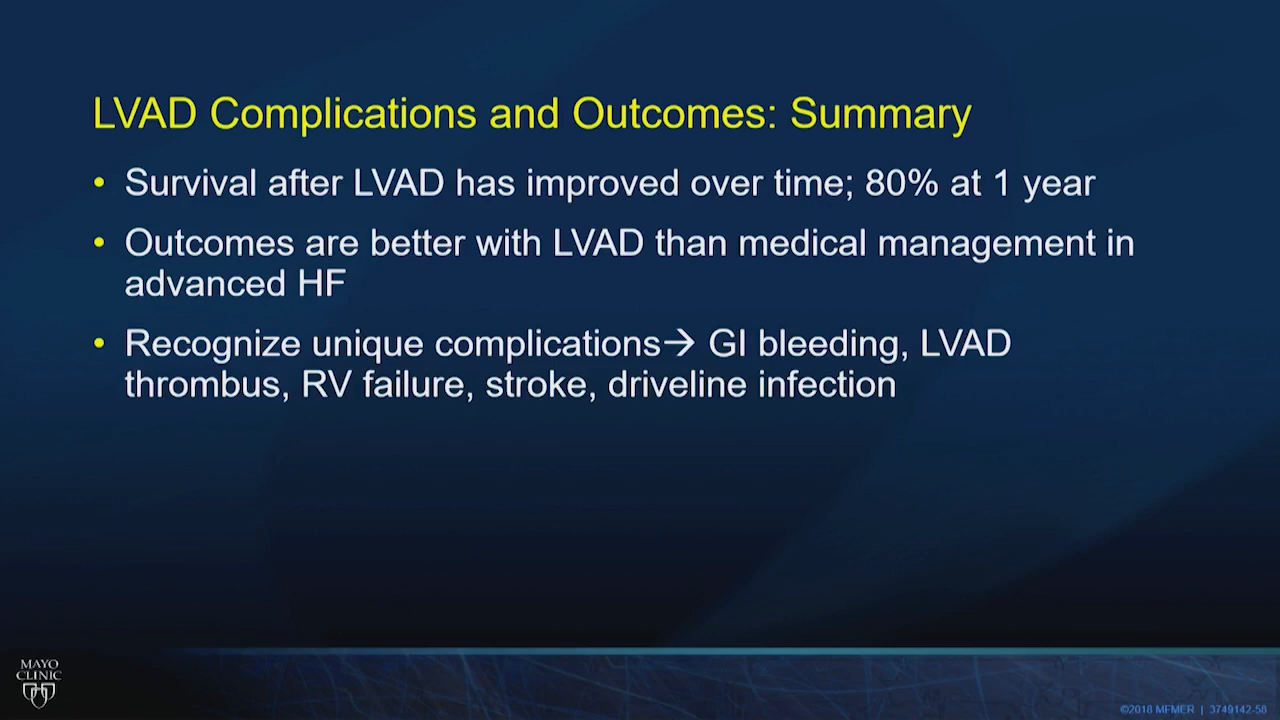 LVAD Complications and Outcomes: Summary
• Survival after LVAD has improved over time; 80% at 1 year
• Outcomes are better with LVAD than medical management in
advanced HF
• Recognize unique complications→ GI bleeding, LVAD
thrombus, RV failure, stroke, driveline infection
MAYO
CLINIC
©2018 MFMER | 3749142-58